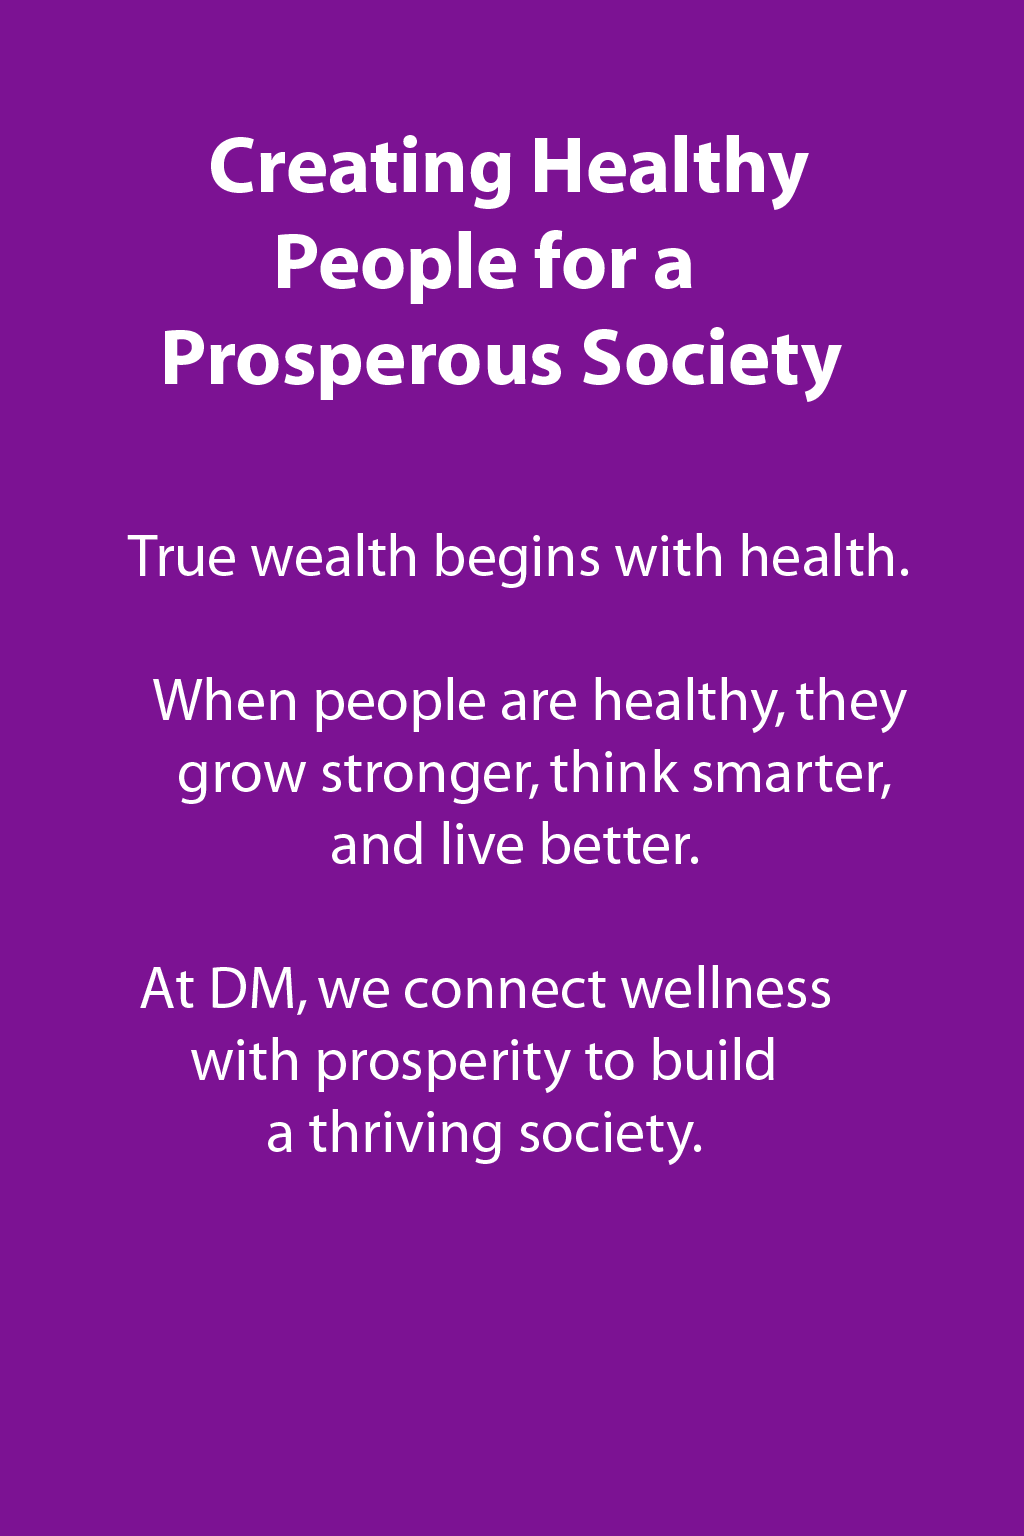 Creating Healthy
People for a
Prosperous Society
True wealth begins with health.
When people are healthy, they
grow stronger, think smarter,
and live better.
At DM, we connect wellness
with prosperity to build
a thriving society.